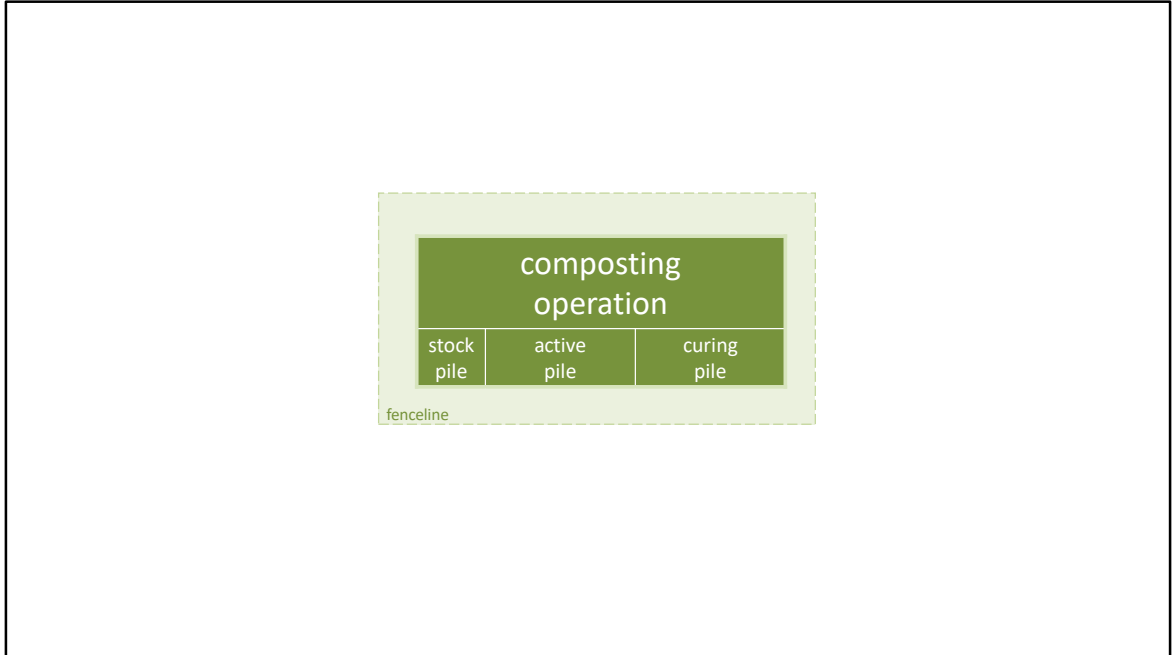 composting
operation
stock
pile
active
pile
curing
pile
fenceline